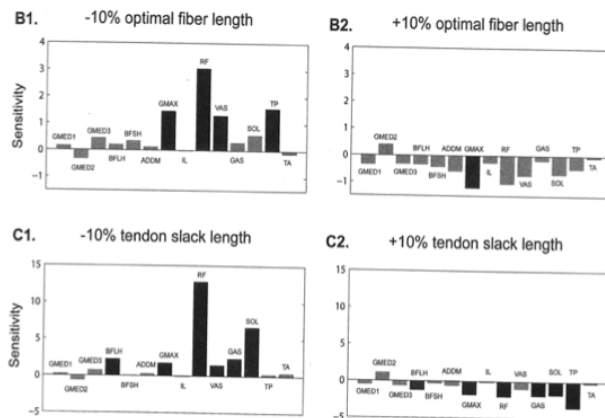 B1. -10% optimal fiber length
B2. +10% optimal fiber length
Sensitivity
4
3
2
1
0
−1
GMED1
GMED2
GMED3
BFLH
BFSH
ADDM
GMAX
IL
RF
VAS
GAS
SOL
TP
TA
4
3
2
1
0
−1
GMED1
GMED2
GMED3
BFLH
BFSH
ADDM
GMAX
IL
RF
VAS
GAS
SOL
TP
TA
C1. -10% tendon slack length
C2. +10% tendon slack length
Sensitivity
15
10
5
0
−5
GMED1
GMED2
GMED3
BFLH
BFSH
ADDM
GMAX
IL
RF
VAS
GAS
SOL
TP
TA
15
10
5
0
−5
GMED1
GMED2
GMED3
BFLH
BFSH
ADDM
GMAX
IL
RF
VAS
GAS
SOL
TP
TA